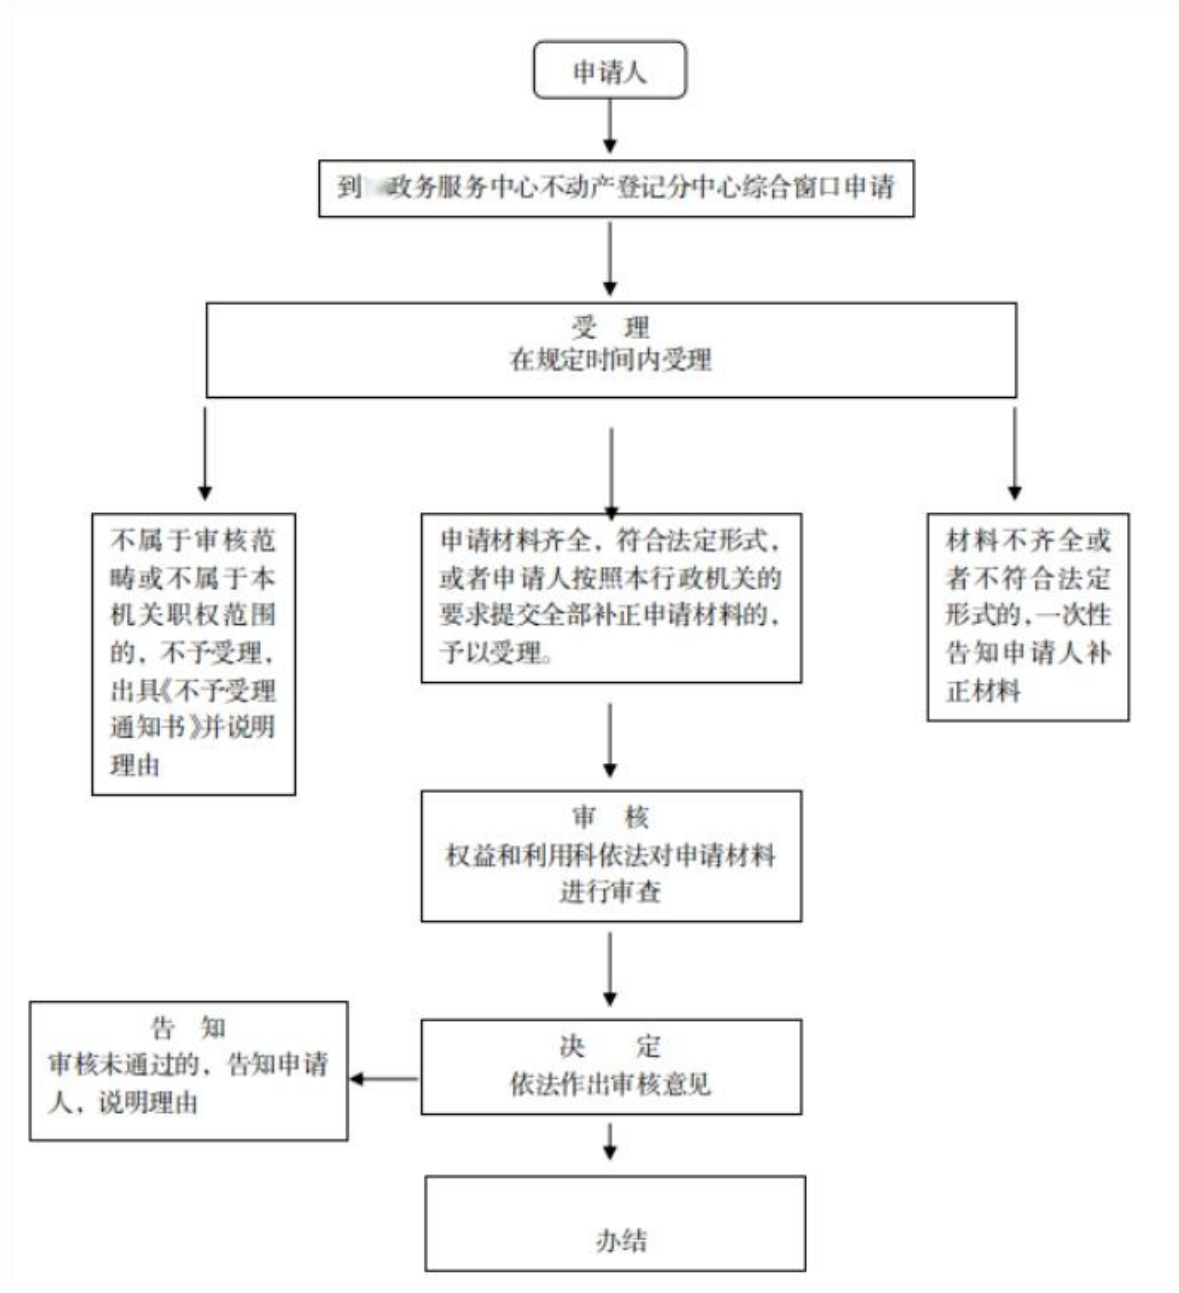 申请人
到 政务服务中心不动产登记分中心综合窗口申请
受 理
在规定时间内受理
不属于审核范
畴或不属于本
机关职权范围
的，不予受理，
出具《不予受理
通知书》并说明
理由
申请材料齐全，符合法定形式，
或者申请人按照本行政机关的
要求提交全部补正申请材料的，
予以受理。
材料不齐全或
者不符合法定
形式的，一次性
告知申请人补
正材料
审 核
权益和利用科依法对申请材料
进行审查
告 知
审核未通过的，告知申请
人，说明理由
决 定
依法作出审核意见
办结